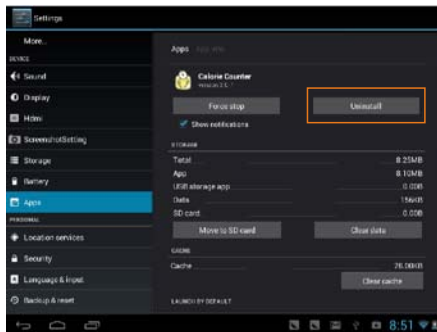 Settings
More...
DEVICE
Sound
Display
Hdmi
ScreenshotSetting
Storage
Battery
Apps
PERSONAL
Location services
Security
Language & input
Backup & reset
Apps App info
Calorie Counter
Force stop
Uninstall
Show notifications
STORAGE
Total 8.25MB
App 8.10MB
USB storage app 0.00B
Data 156KB
SD card 0.00B
Move to SD card
Clear data
CACHE
Cache
Clear cache
LAUNCH BY DEFAULT
8:51